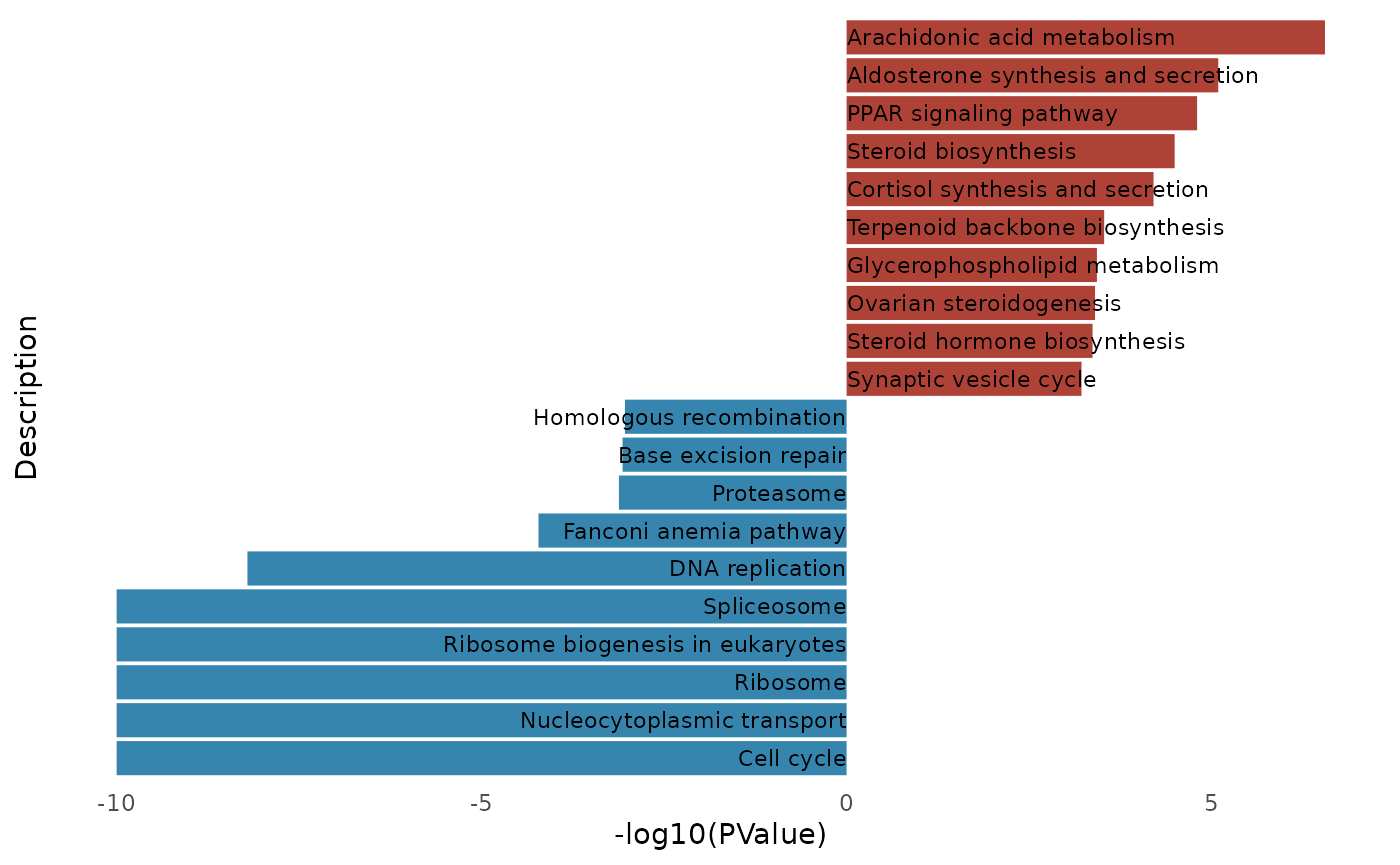 Arachidonic acid metabolism
Aldosterone synthesis and secretion
PPAR signaling pathway
Steroid biosynthesis
Cortisol synthesis and secretion
Terpenoid backbone biosynthesis
Glycerophospholipid metabolism
Ovarian steroidogenesis
Steroid hormone biosynthesis
Synaptic vesicle cycle
Homologous recombination
Base excision repair
Proteasome
Fanconi anemia pathway
DNA replication
Spliceosome
Ribosome biogenesis in eukaryotes
Ribosome
Nucleocytoplasmic transport
Cell cycle
Description
-10 -5 0 5
-log10(PValue)